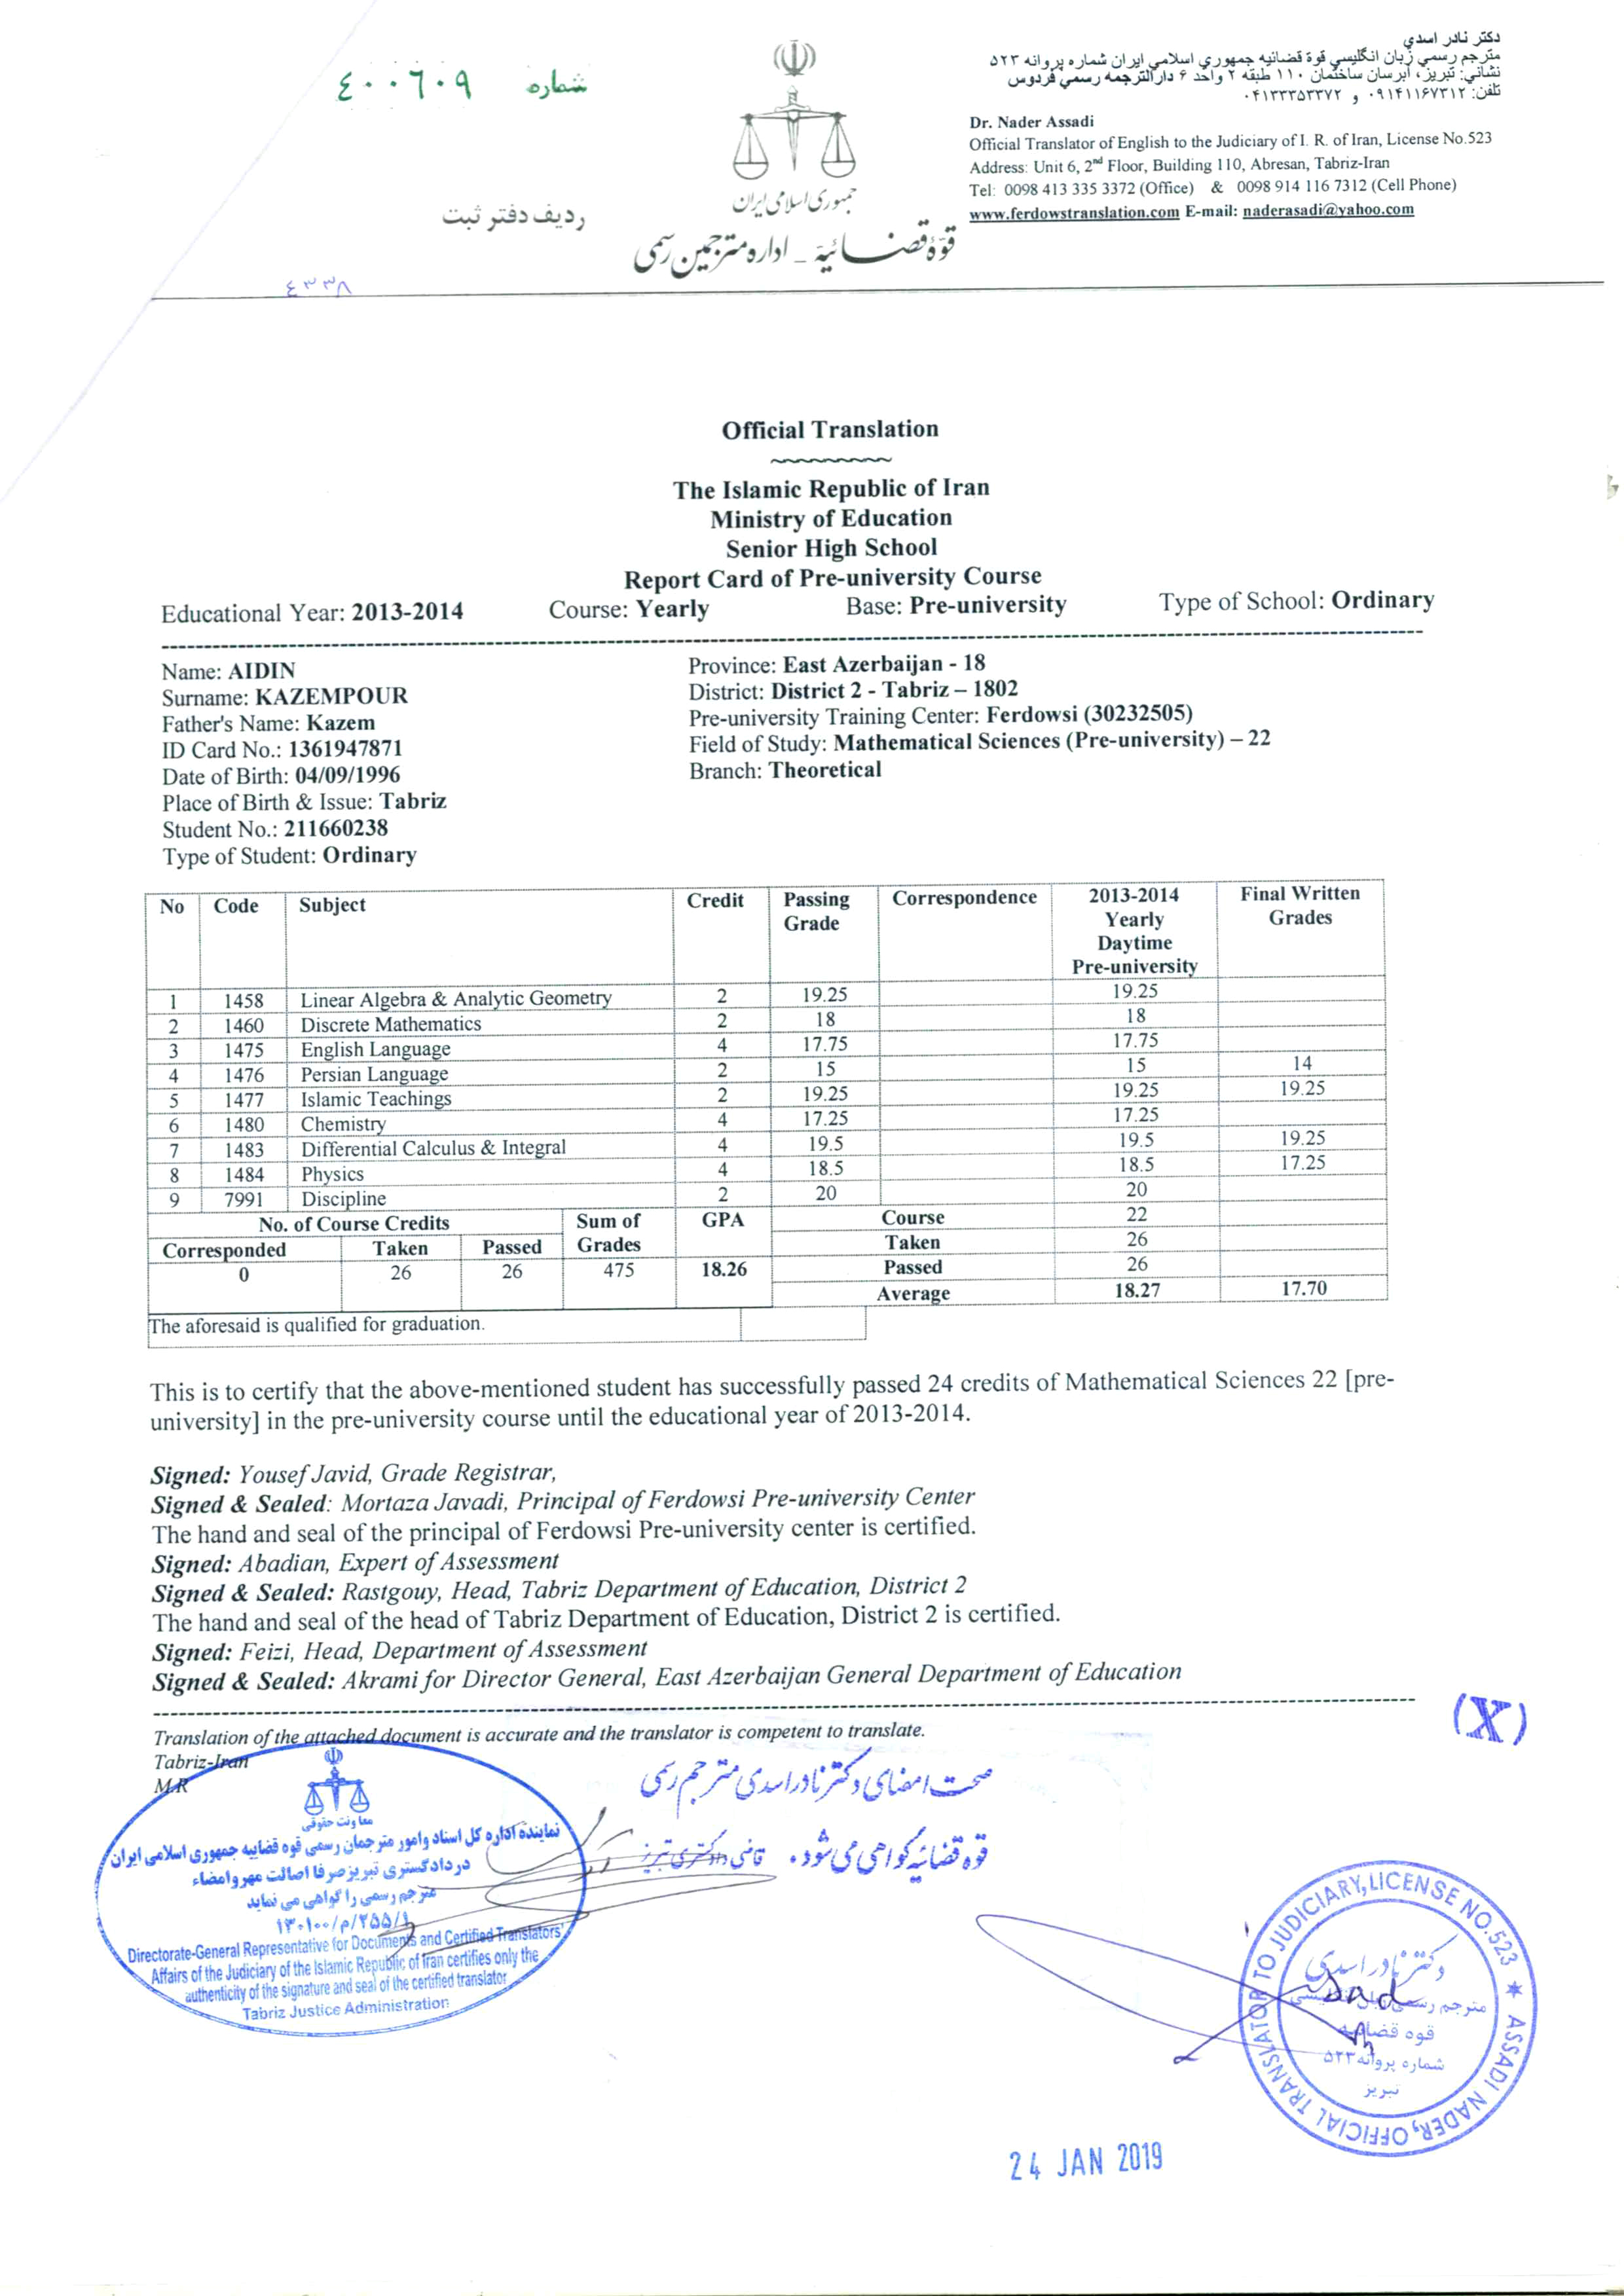 شماره ٤٠٠٦٠٩
ردیف دفتر ثبت
٤٣٣٨
جمهوری اسلامی ایران
قوّۀ قضائیّه _ اداره مترجمین رسمی
دکتر نادر اسدی
مترجم رسمی زبان انگلیسی قوة قضائیه جمهوري اسلامي ایران شماره پروانه ۵۲۳
نشاني: تبریز، آبرسان ساختمان ۱۱۰ طبقه ۲ واحد ۶ دارالترجمه رسمي فردوس
تلفن: ۰۹۱۴۱۱۶۷۳۱۲ و ۰۴۱۳۳۳۵۳۳۷۲
Dr. Nader Assadi
Official Translator of English to the Judiciary of I. R. of Iran, License No.523
Address: Unit 6, 2nd Floor, Building 110, Abresan, Tabriz-Iran
Tel: 0098 413 335 3372 (Office) & 0098 914 116 7312 (Cell Phone)
www.ferdowstranslation.com E-mail: naderasadi@yahoo.com
Official Translation
~~~~~~~~~~
The Islamic Republic of Iran
Ministry of Education
Senior High School
Report Card of Pre-university Course
Educational Year: 2013-2014 Course: Yearly Base: Pre-university Type of School: Ordinary
Name: AIDIN
Surname: KAZEMPOUR
Father's Name: Kazem
ID Card No.: 1361947871
Date of Birth: 04/09/1996
Place of Birth & Issue: Tabriz
Student No.: 211660238
Type of Student: Ordinary
Province: East Azerbaijan - 18
District: District 2 - Tabriz – 1802
Pre-university Training Center: Ferdowsi (30232505)
Field of Study: Mathematical Sciences (Pre-university) – 22
Branch: Theoretical
No Code Subject Credit Passing Grade Correspondence 2013-2014 Yearly Daytime Pre-university Final Written Grades
1 1458 Linear Algebra & Analytic Geometry 2 19.25 19.25
2 1460 Discrete Mathematics 2 18 18
3 1475 English Language 4 17.75 17.75
4 1476 Persian Language 2 15 15 14
5 1477 Islamic Teachings 2 19.25 19.25 19.25
6 1480 Chemistry 4 17.25 17.25
7 1483 Differential Calculus & Integral 4 19.5 19.5 19.25
8 1484 Physics 4 18.5 18.5 17.25
9 7991 Discipline 2 20 20
No. of Course Credits Sum of Grades GPA Course 22
Corresponded Taken Passed Taken 26
0 26 26 475 18.26 Passed 26
Average 18.27 17.70
The aforesaid is qualified for graduation.
This is to certify that the above-mentioned student has successfully passed 24 credits of Mathematical Sciences 22 [pre-
university] in the pre-university course until the educational year of 2013-2014.
Signed: Yousef Javid, Grade Registrar,
Signed & Sealed: Mortaza Javadi, Principal of Ferdowsi Pre-university Center
The hand and seal of the principal of Ferdowsi Pre-university center is certified.
Signed: Abadian, Expert of Assessment
Signed & Sealed: Rastgouy, Head, Tabriz Department of Education, District 2
The hand and seal of the head of Tabriz Department of Education, District 2 is certified.
Signed: Feizi, Head, Department of Assessment
Signed & Sealed: Akrami for Director General, East Azerbaijan General Department of Education
(X)
Translation of the attached document is accurate and the translator is competent to translate.
Tabriz-Iran
M.R
معاونت حقوقی
نماینده اداره کل اسناد و امور مترجمان رسمی قوه قضاییه جمهوری اسلامی ایران
در دادگستری تبریز صرفا اصالت مهر و امضاء
مترجم رسمی را گواهی می نماید
۱۳۰۱۰۰/م/۲۵۵/۱
Directorate-General Representative for Documents and Certified Translators'
Affairs of the Judiciary of the Islamic Republic of Iran certifies only the
authenticity of the signature and seal of the certified translator
Tabriz Justice Administration
صحت امضای دکتر نادر اسدی مترجم رسمی
قوه قضائیه گواهی می شود. قاضی دادگستری تبریز
ASSADI NADER, OFFICIAL TRANSLATOR TO JUDICIARY, LICENSE NO.523
دکتر نادر اسدی
مترجم رسمی زبان انگلیسی
قوه قضائیه
شماره پروانه ۵۲۳
تبریز
24 JAN 2019